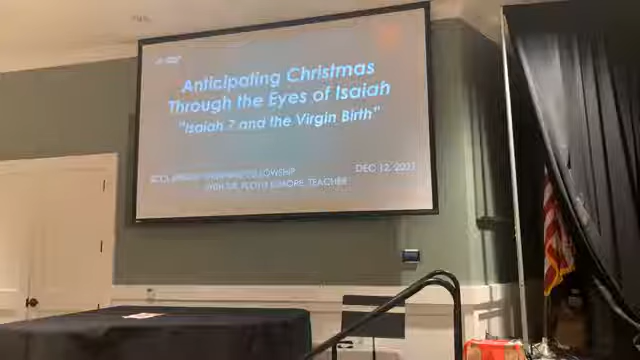 Anticipating Christmas
Through the Eyes of Isaiah
"Isaiah 7 and the Virgin Birth"
FELLOWSHIP
DEC 12, 2021
WITH DR. FLOYD ELMORE, TEACHER